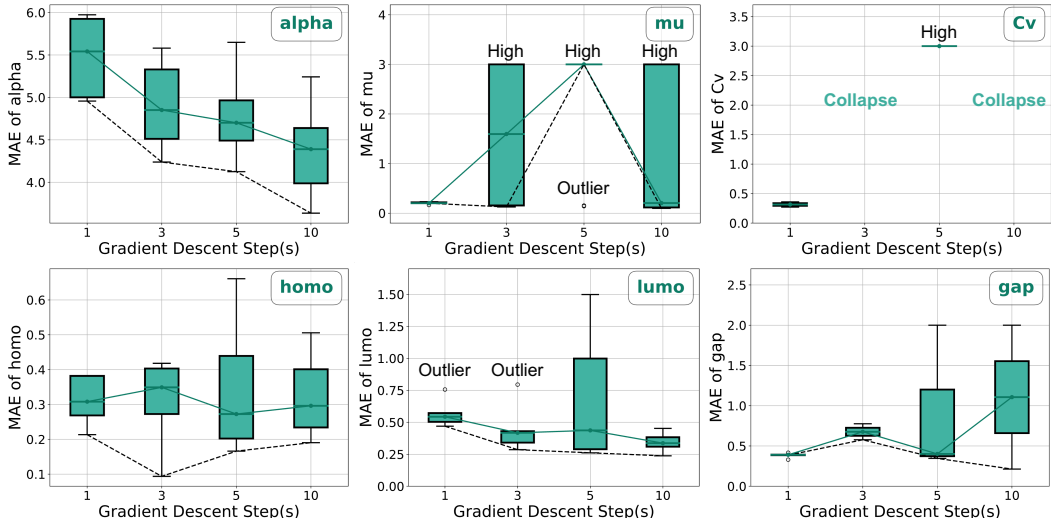 alpha
MAE of alpha
6.0
5.5
5.0
4.5
4.0
1 3 5 10
Gradient Descent Step(s)
mu
MAE of mu
4
3
2
1
0
High
High
High
Outlier
1 3 5 10
Gradient Descent Step(s)
Cv
MAE of Cv
3.5
3.0
2.5
2.0
1.5
1.0
0.5
0.0
High
Collapse
Collapse
1 3 5 10
Gradient Descent Step(s)
homo
MAE of homo
0.6
0.5
0.4
0.3
0.2
0.1
1 3 5 10
Gradient Descent Step(s)
lumo
MAE of lumo
1.50
1.25
1.00
0.75
0.50
0.25
0.00
Outlier
Outlier
1 3 5 10
Gradient Descent Step(s)
gap
MAE of gap
2.5
2.0
1.5
1.0
0.5
0.0
1 3 5 10
Gradient Descent Step(s)